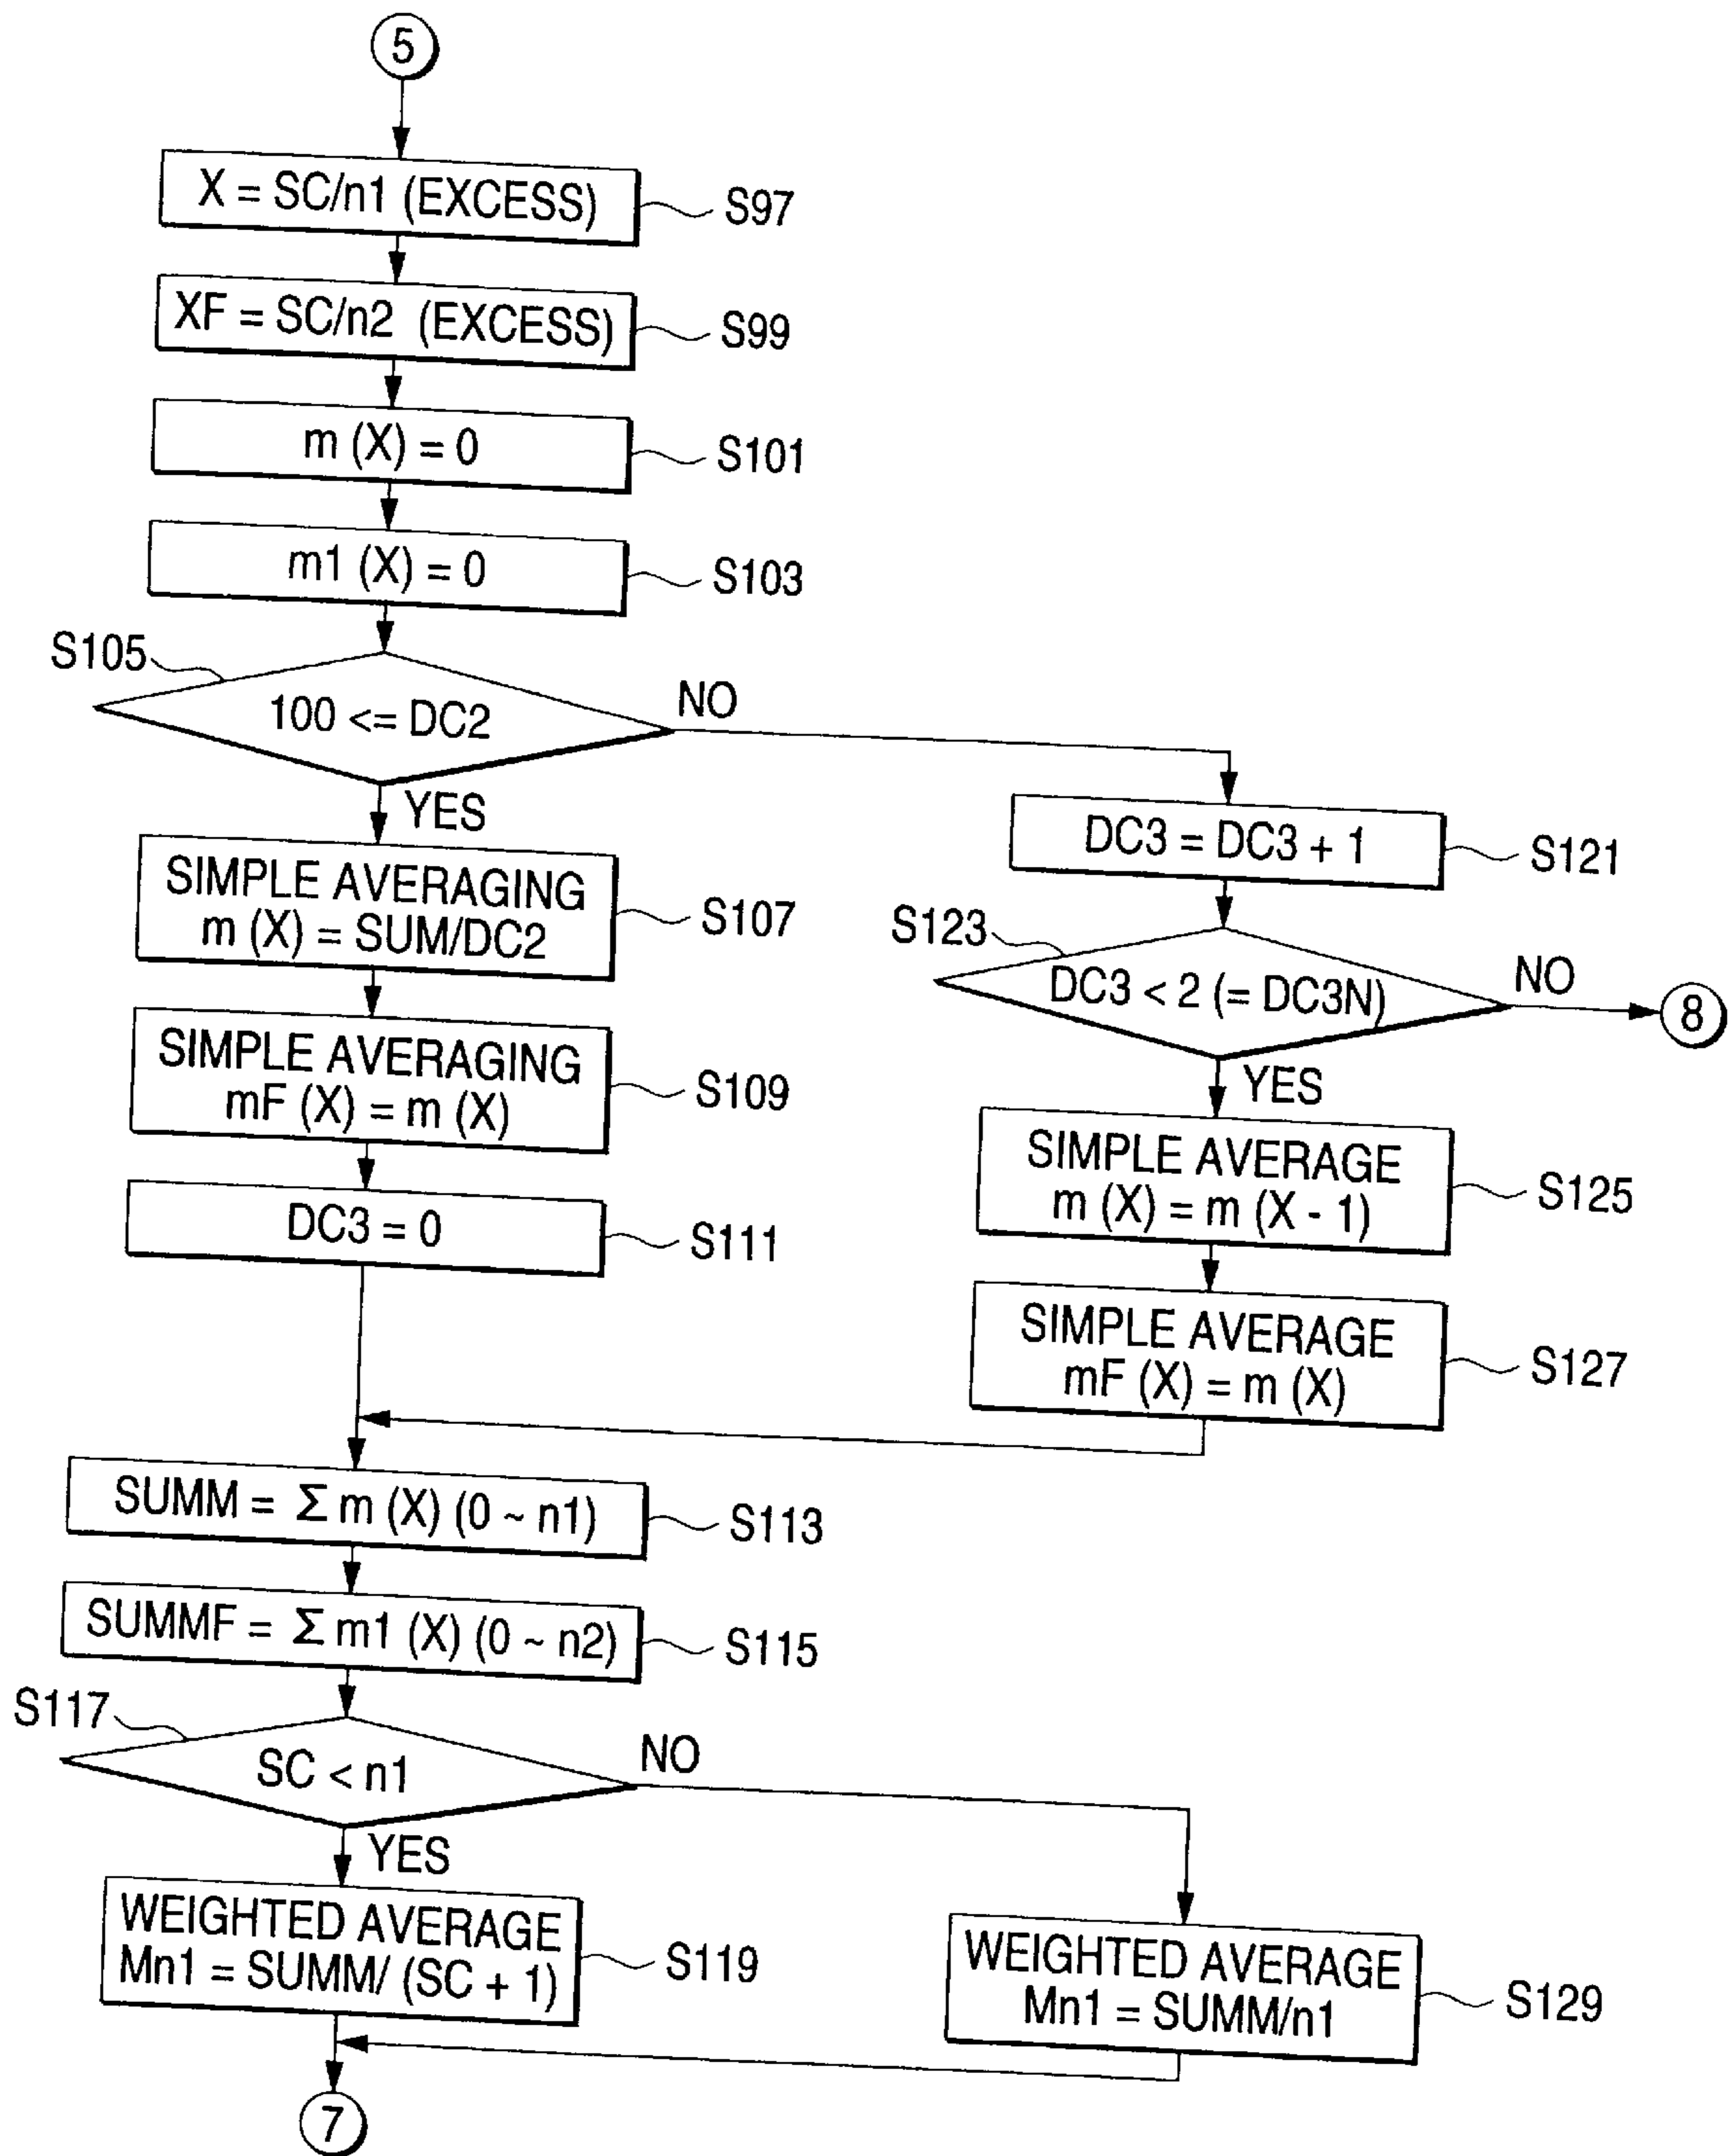 5
X = SC/n1 (EXCESS)
S97
XF = SC/n2 (EXCESS)
S99
m (X) = 0
S101
m1 (X) = 0
S103
S105
100 <= DC2
NO
YES
DC3 = DC3 + 1
S121
SIMPLE AVERAGING
m (X) = SUM/DC2
S107
S123
DC3 < 2 (= DC3N)
NO
8
YES
SIMPLE AVERAGING
mF (X) = m (X)
S109
SIMPLE AVERAGE
m (X) = m (X - 1)
S125
DC3 = 0
S111
SIMPLE AVERAGE
mF (X) = m (X)
S127
SUMM = Σ m (X) (0 ~ n1)
S113
SUMMF = Σ m1 (X) (0 ~ n2)
S115
S117
SC < n1
NO
YES
WEIGHTED AVERAGE
Mn1 = SUMM/ (SC + 1)
S119
WEIGHTED AVERAGE
Mn1 = SUMM/n1
S129
7